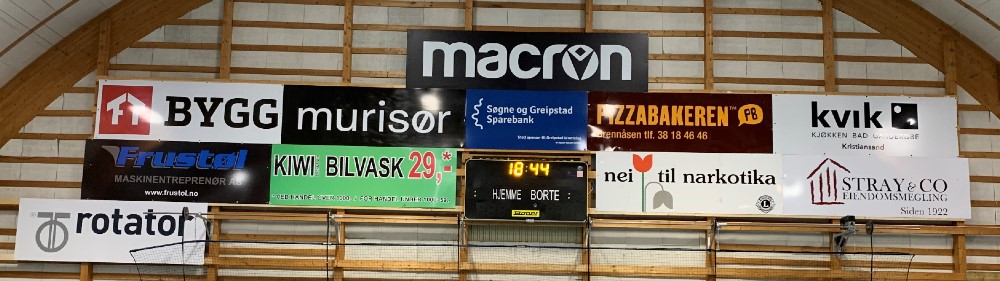 macron
BYGG
murisør
Søgne og Greipstad
Sparebank
PIZZABAKEREN™
Brennåsen tlf. 38 18 46 46
kvik
KJØKKEN BAD GARDEROBE
Kristiansand
Frustøl
MASKINENTREPRENØR AS
www.frustol.no
KIWI BILVASK 29,-*
18:44
HJEMME BORTE
nei til narkotika
STRAY & CO
EIENDOMSMEGLING
Siden 1922
rotator